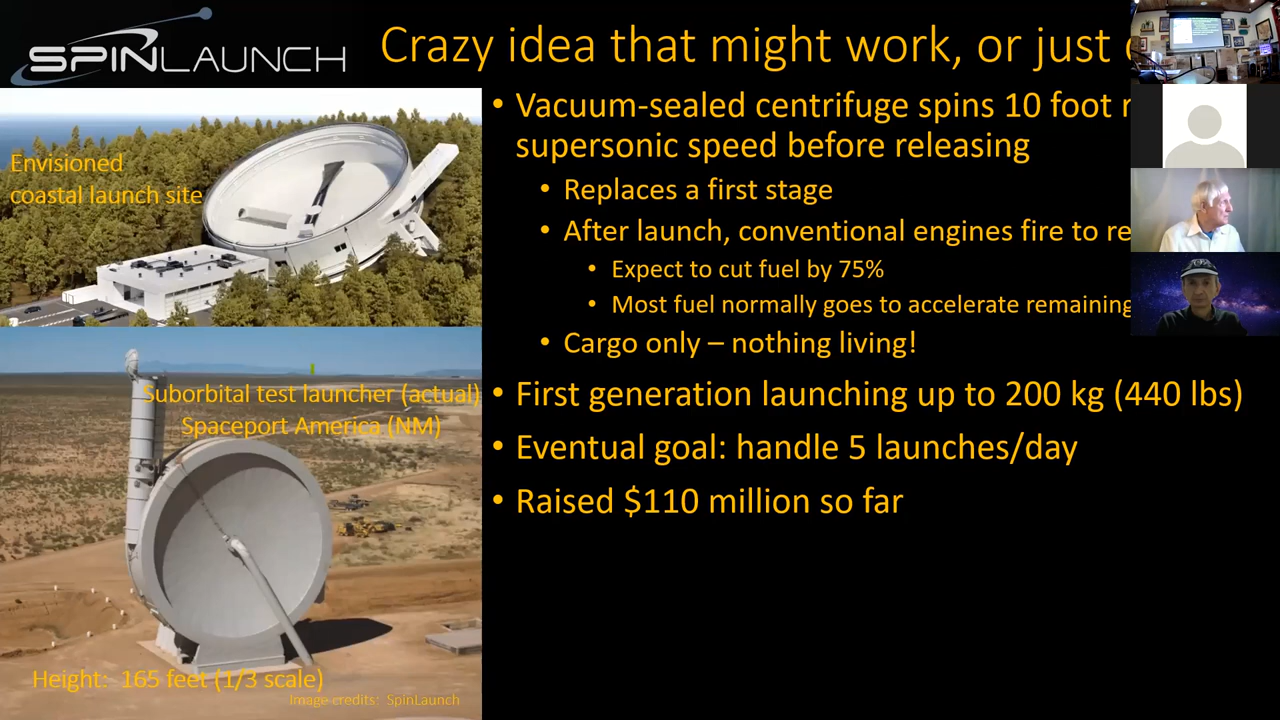 SPINLAUNCH
Crazy idea that might work, or just
Envisioned
coastal launch site
Suborbital test launcher (actual)
Spaceport America (NM)
Height: 165 feet (1/3 scale)
Image credits: SpinLaunch
• Vacuum-sealed centrifuge spins 10 foot
supersonic speed before releasing
• Replaces a first stage
• After launch, conventional engines fire to
• Expect to cut fuel by 75%
• Most fuel normally goes to accelerate remaining
• Cargo only – nothing living!
• First generation launching up to 200 kg (440 lbs)
• Eventual goal: handle 5 launches/day
• Raised $110 million so far